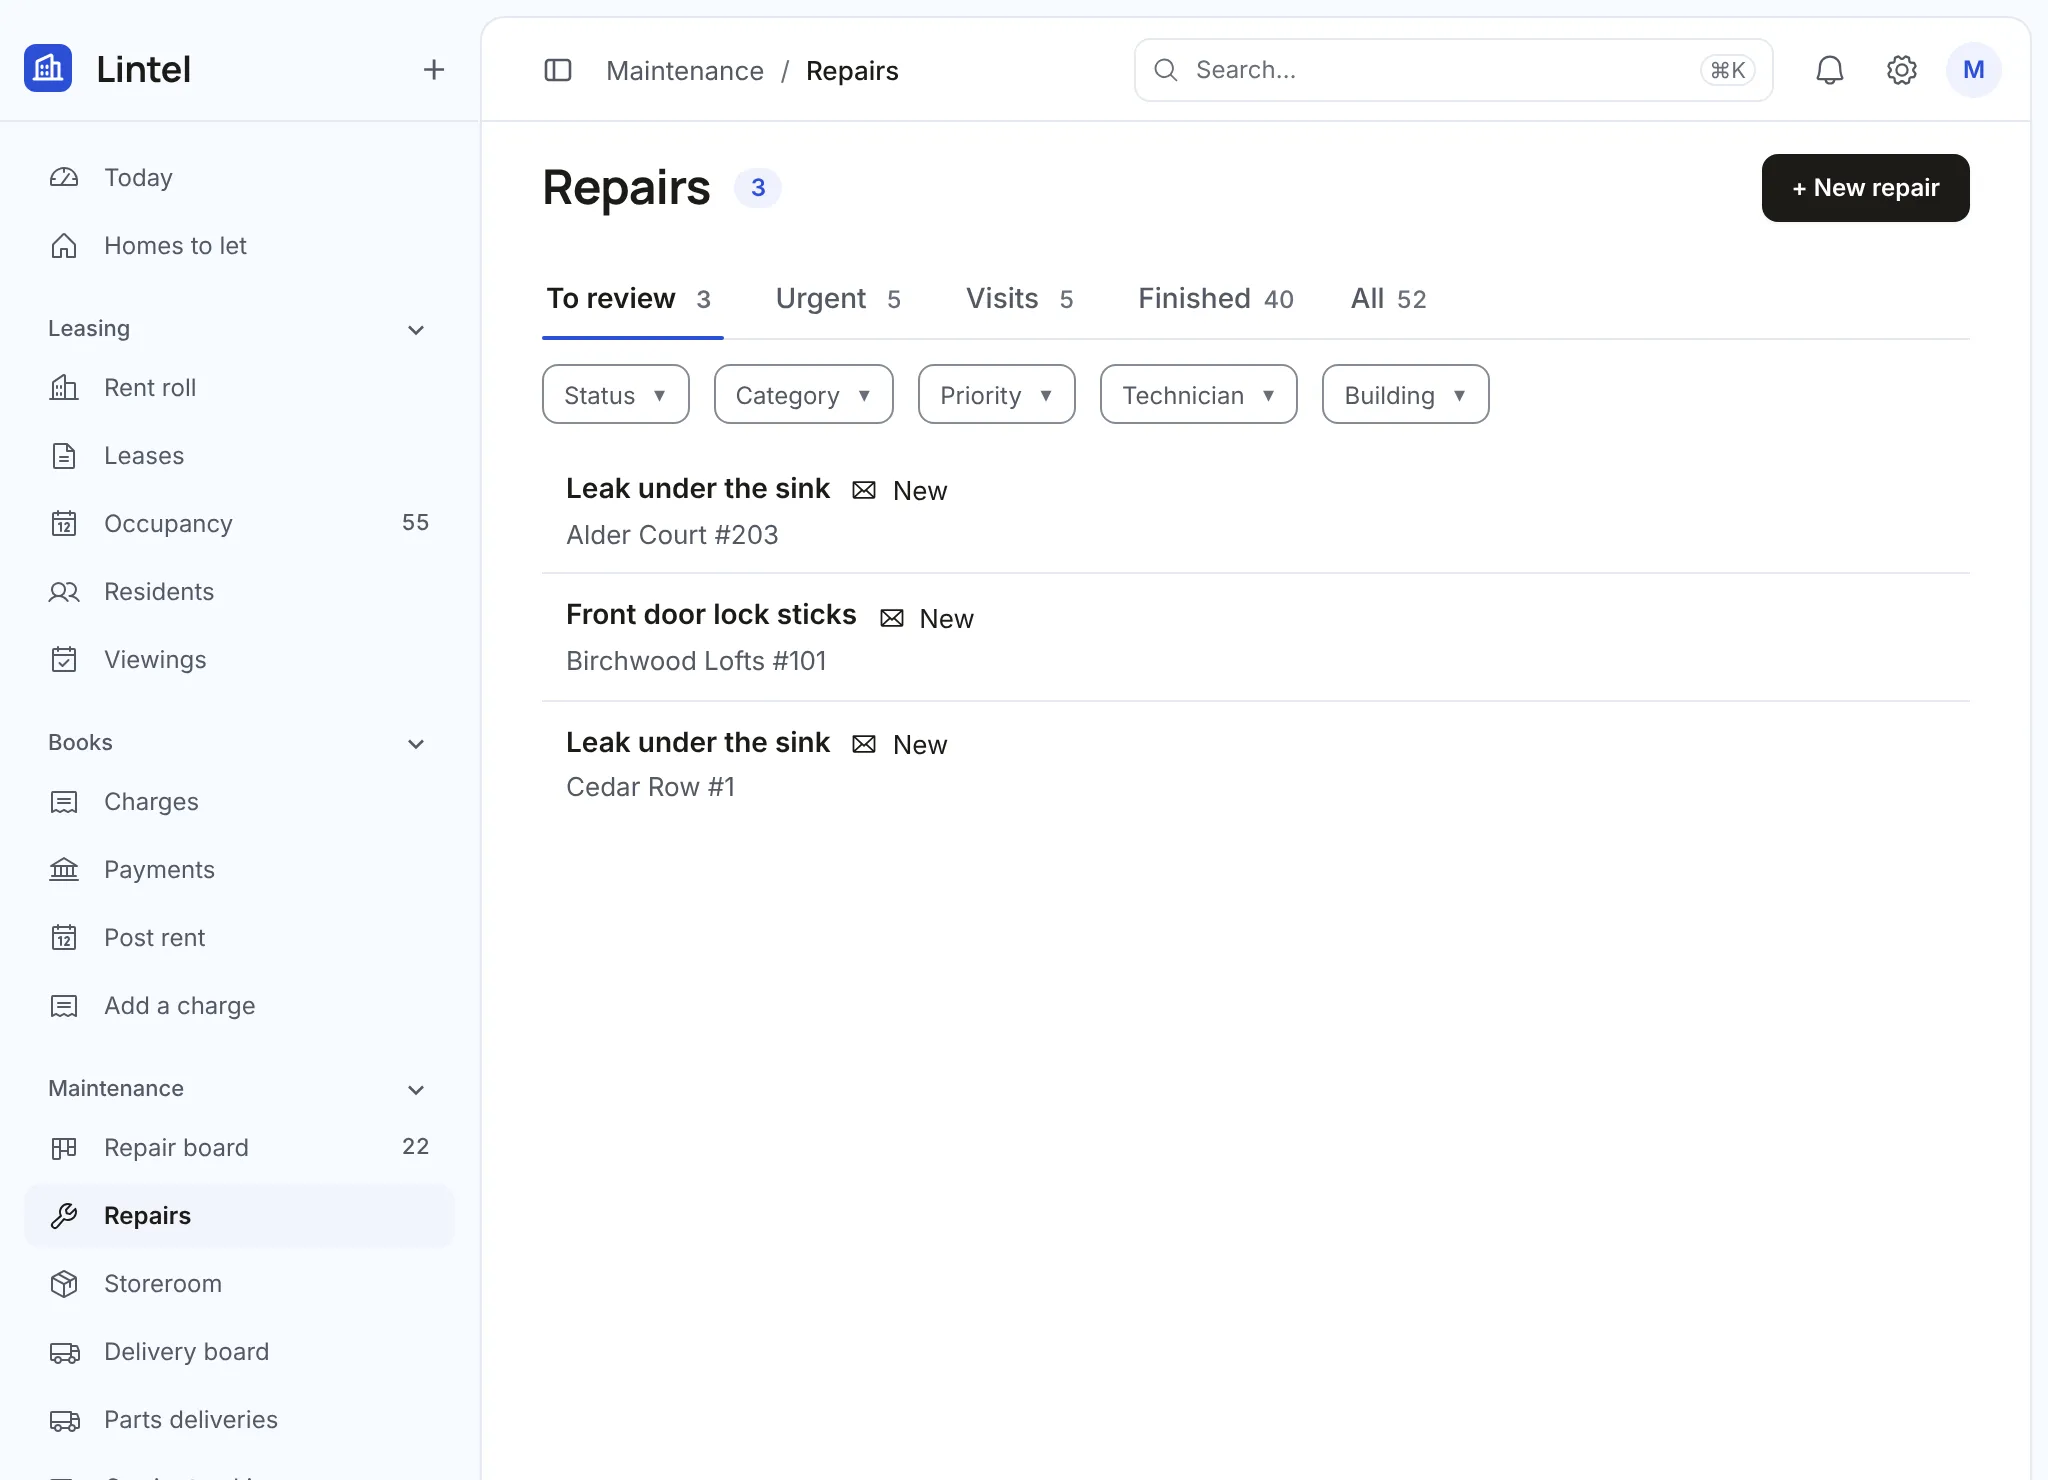 Lintel
Maintenance / Repairs
Search...
⌘K
M
Today
Homes to let
Leasing
Rent roll
Leases
12
Occupancy 55
Residents
Viewings
Books
Charges
Payments
12
Post rent
Add a charge
Maintenance
Repair board 22
Repairs
Storeroom
Delivery board
Parts deliveries
Repairs 3
+ New repair
To review 3
Urgent 5
Visits 5
Finished 40
All 52
Status
Category
Priority
Technician
Building
Leak under the sink New
Alder Court #203
Front door lock sticks New
Birchwood Lofts #101
Leak under the sink New
Cedar Row #1